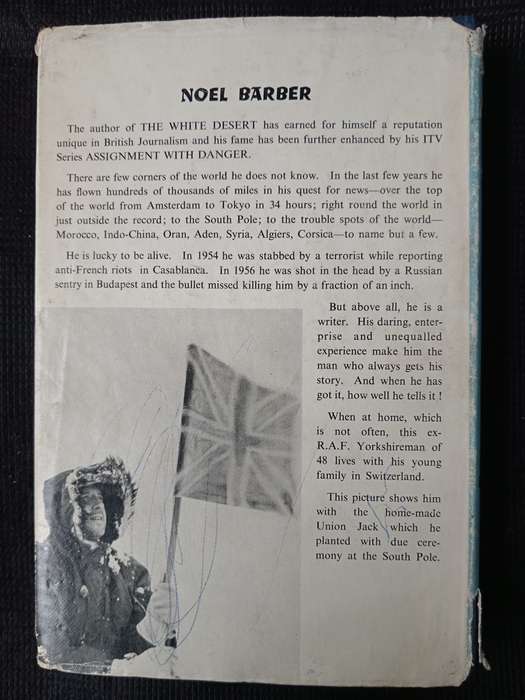 NOEL BARBER
The author of THE WHITE DESERT has earned for himself a reputation
unique in British Journalism and his fame has been further enhanced by his ITV
Series ASSIGNMENT WITH DANGER.
There are few corners of the world he does not know. In the last few years he
has flown hundreds of thousands of miles in his quest for news—over the top
of the world from Amsterdam to Tokyo in 34 hours; right round the world in
just outside the record; to the South Pole; to the trouble spots of the world—
Morocco, Indo-China, Oran, Aden, Syria, Algiers, Corsica—to name but a few.
He is lucky to be alive. In 1954 he was stabbed by a terrorist while reporting
anti-French riots in Casablanca. In 1956 he was shot in the head by a Russian
sentry in Budapest and the bullet missed killing him by a fraction of an inch.
But above all, he is a
writer. His daring, enter-
prise and unequalled
experience make him the
man who always gets his
story. And when he has
got it, how well he tells it !
When at home, which
is not often, this ex-
R.A.F. Yorkshireman of
48 lives with his young
family in Switzerland.
This picture shows him
with the home-made
Union Jack which he
planted with due cere-
mony at the South Pole.